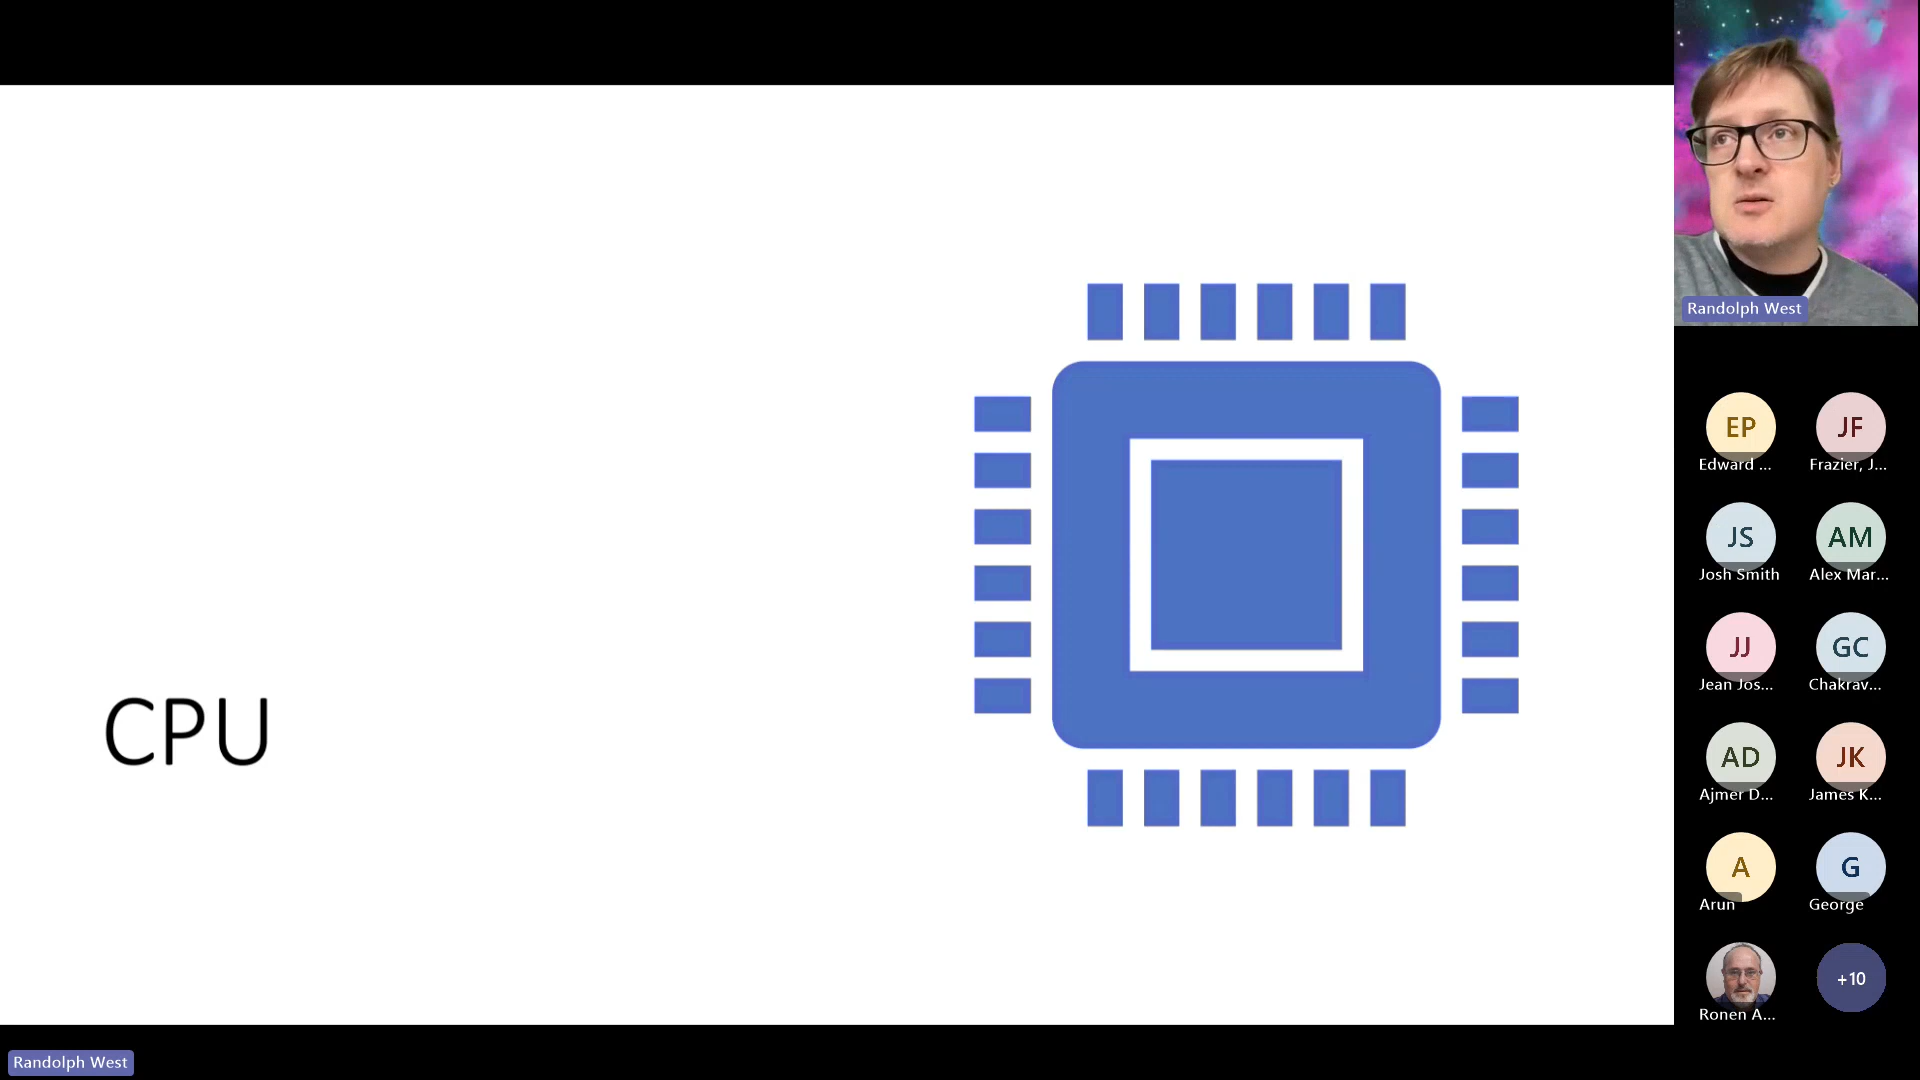 CPU
Randolph West
EP
JF
Edward ...
Frazier, J...
JS
AM
Josh Smith
Alex Mar...
JJ
GC
Jean Jos...
Chakrav...
AD
JK
Ajmer D...
James K...
A
G
Arun
George
+10
Ronen A...
Randolph West